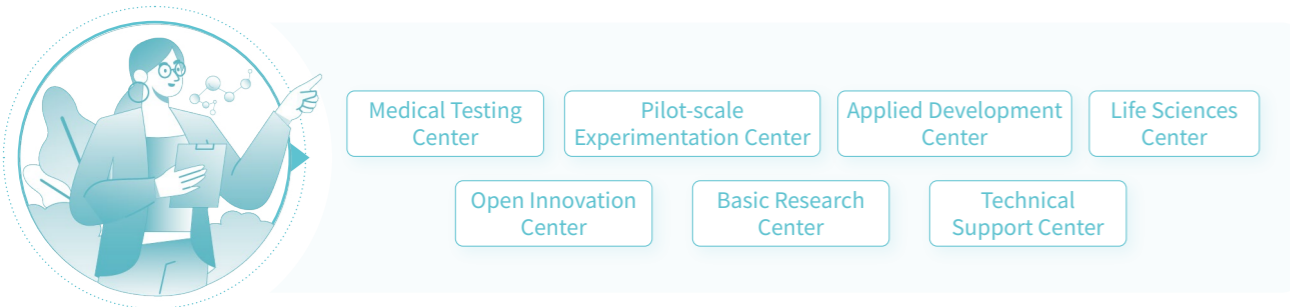 Medical Testing
Center
Pilot-scale
Experimentation Center
Applied Development
Center
Life Sciences
Center
Open Innovation
Center
Basic Research
Center
Technical
Support Center